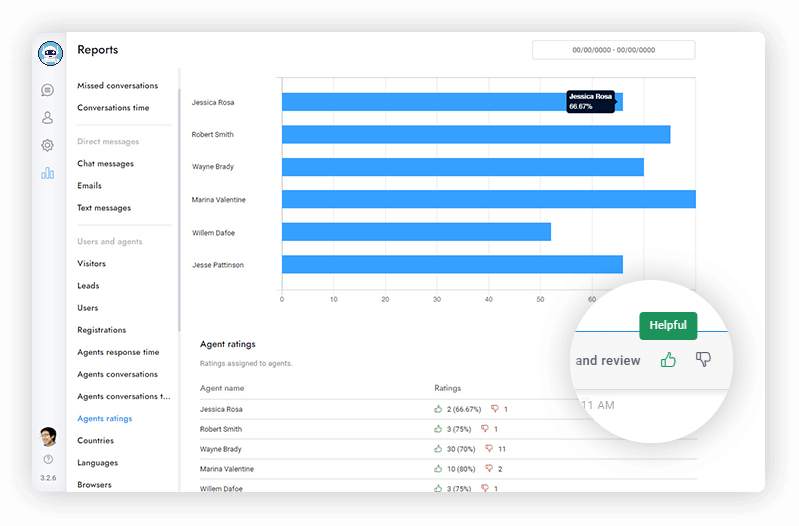 Reports
00/00/0000 - 00/00/0000
Missed conversations
Conversations time
Direct messages
Chat messages
Emails
Text messages
Users and agents
Visitors
Leads
Users
Registrations
Agents response time
Agents conversations
Agents conversations t...
Agents ratings
Countries
Languages
Browsers
3.2.6
Jessica Rosa
Robert Smith
Wayne Brady
Marina Valentine
Willem Dafoe
Jesse Pattinson
Jessica Rosa
66.67%
0 10 20 30 40 50 60
Agent ratings
Ratings assigned to agents.
Agent name Ratings
Jessica Rosa 2 (66.67%) 1
Robert Smith 3 (75%) 1
Wayne Brady 30 (70%) 11
Marina Valentine 10 (80%) 2
Willem Dafoe 3 (75%) 1
Helpful
and review
11 AM